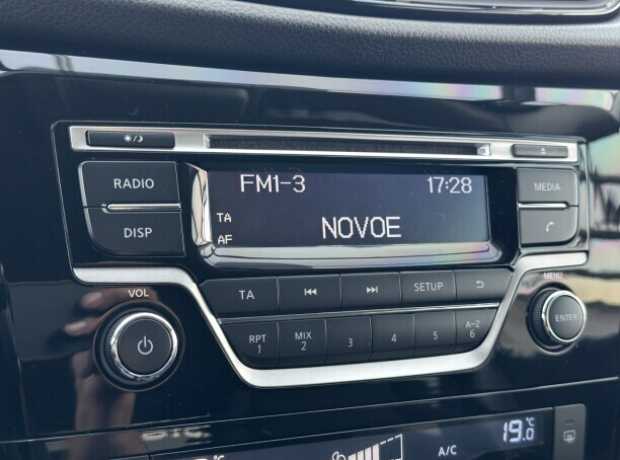 RADIO
FM1-3 17:28
MEDIA
DISP
TA
AF
NOVOE
VOL
TA
SETUP
MENU
ENTER
RPT
1
MIX
2
3
4
5
A-Z
6
A/C
19.0
°C